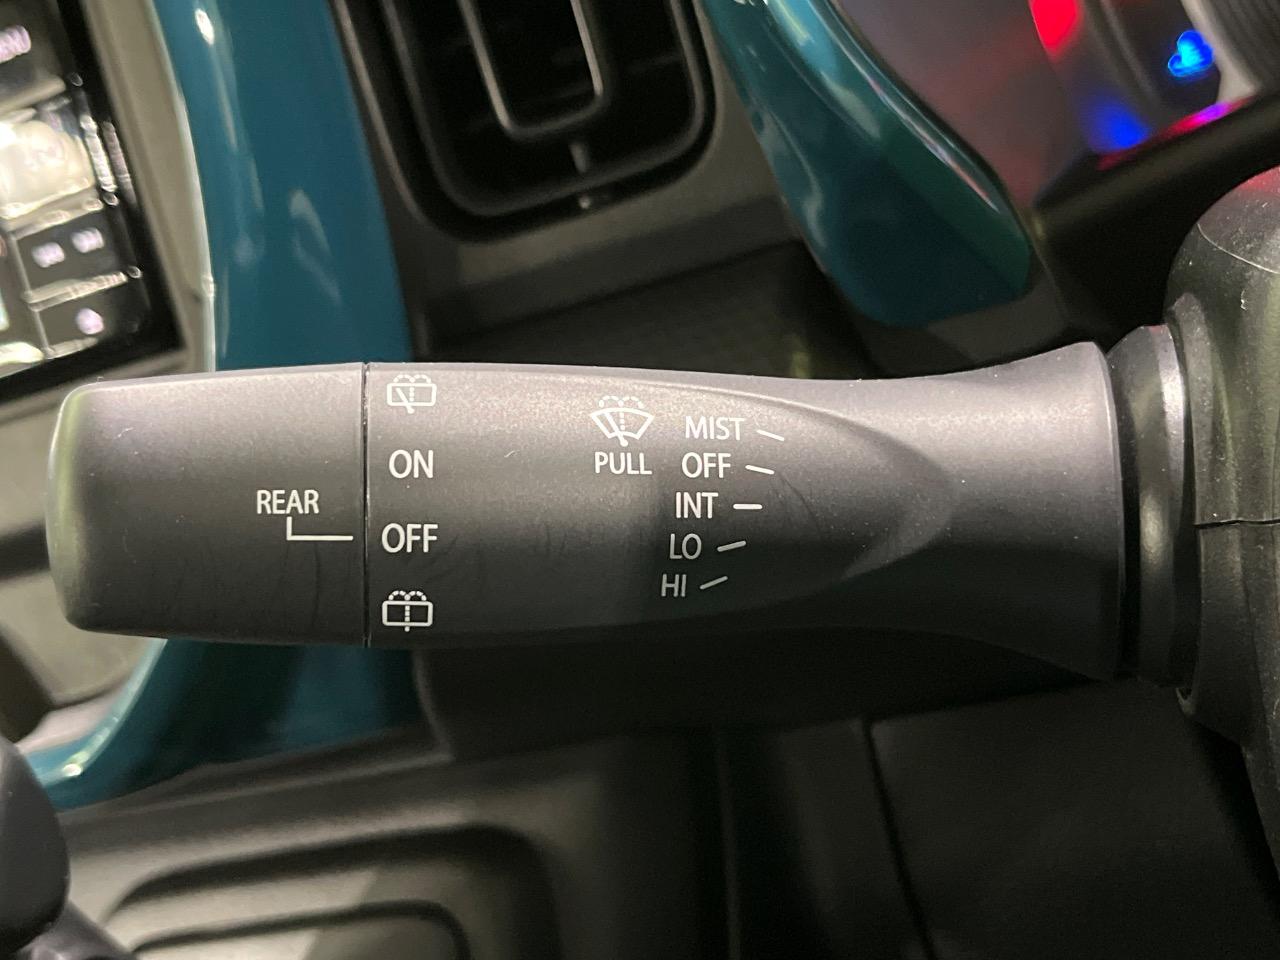 REAR
ON
OFF
PULL
MIST
OFF
INT
LO
HI